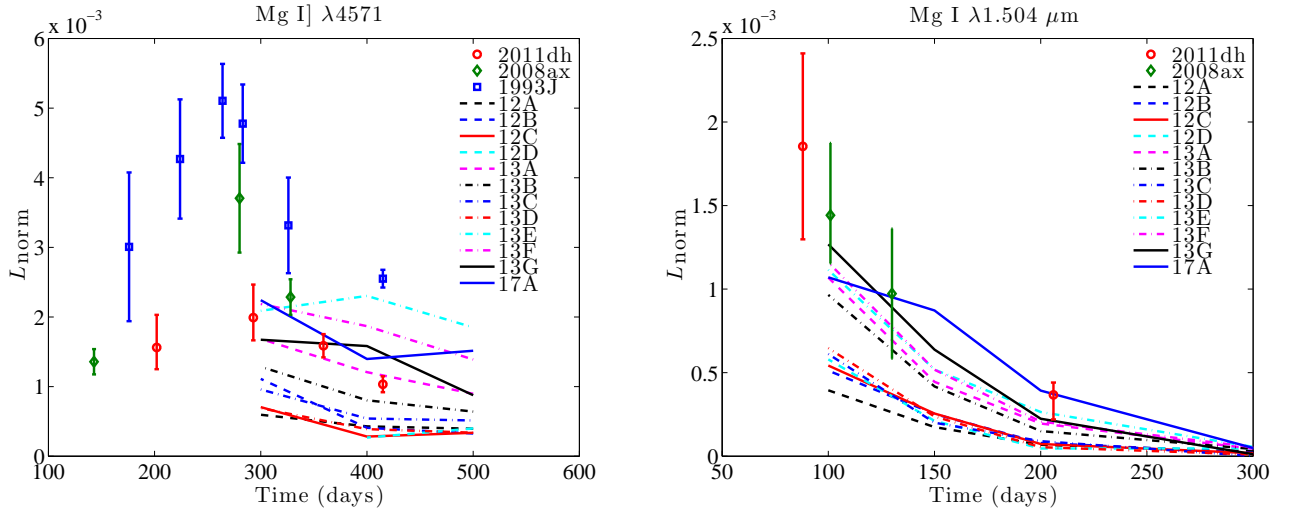 Mg I] λ4571
x 10⁻³
6
5
4
3
2
1
0
L_norm
100 200 300 400 500 600
Time (days)
2011dh
2008ax
1993J
12A
12B
12C
12D
13A
13B
13C
13D
13E
13F
13G
17A
Mg I λ1.504 μm
x 10⁻³
2.5
2
1.5
1
0.5
0
L_norm
50 100 150 200 250 300
Time (days)
2011dh
2008ax
12A
12B
12C
12D
13A
13B
13C
13D
13E
13F
13G
17A